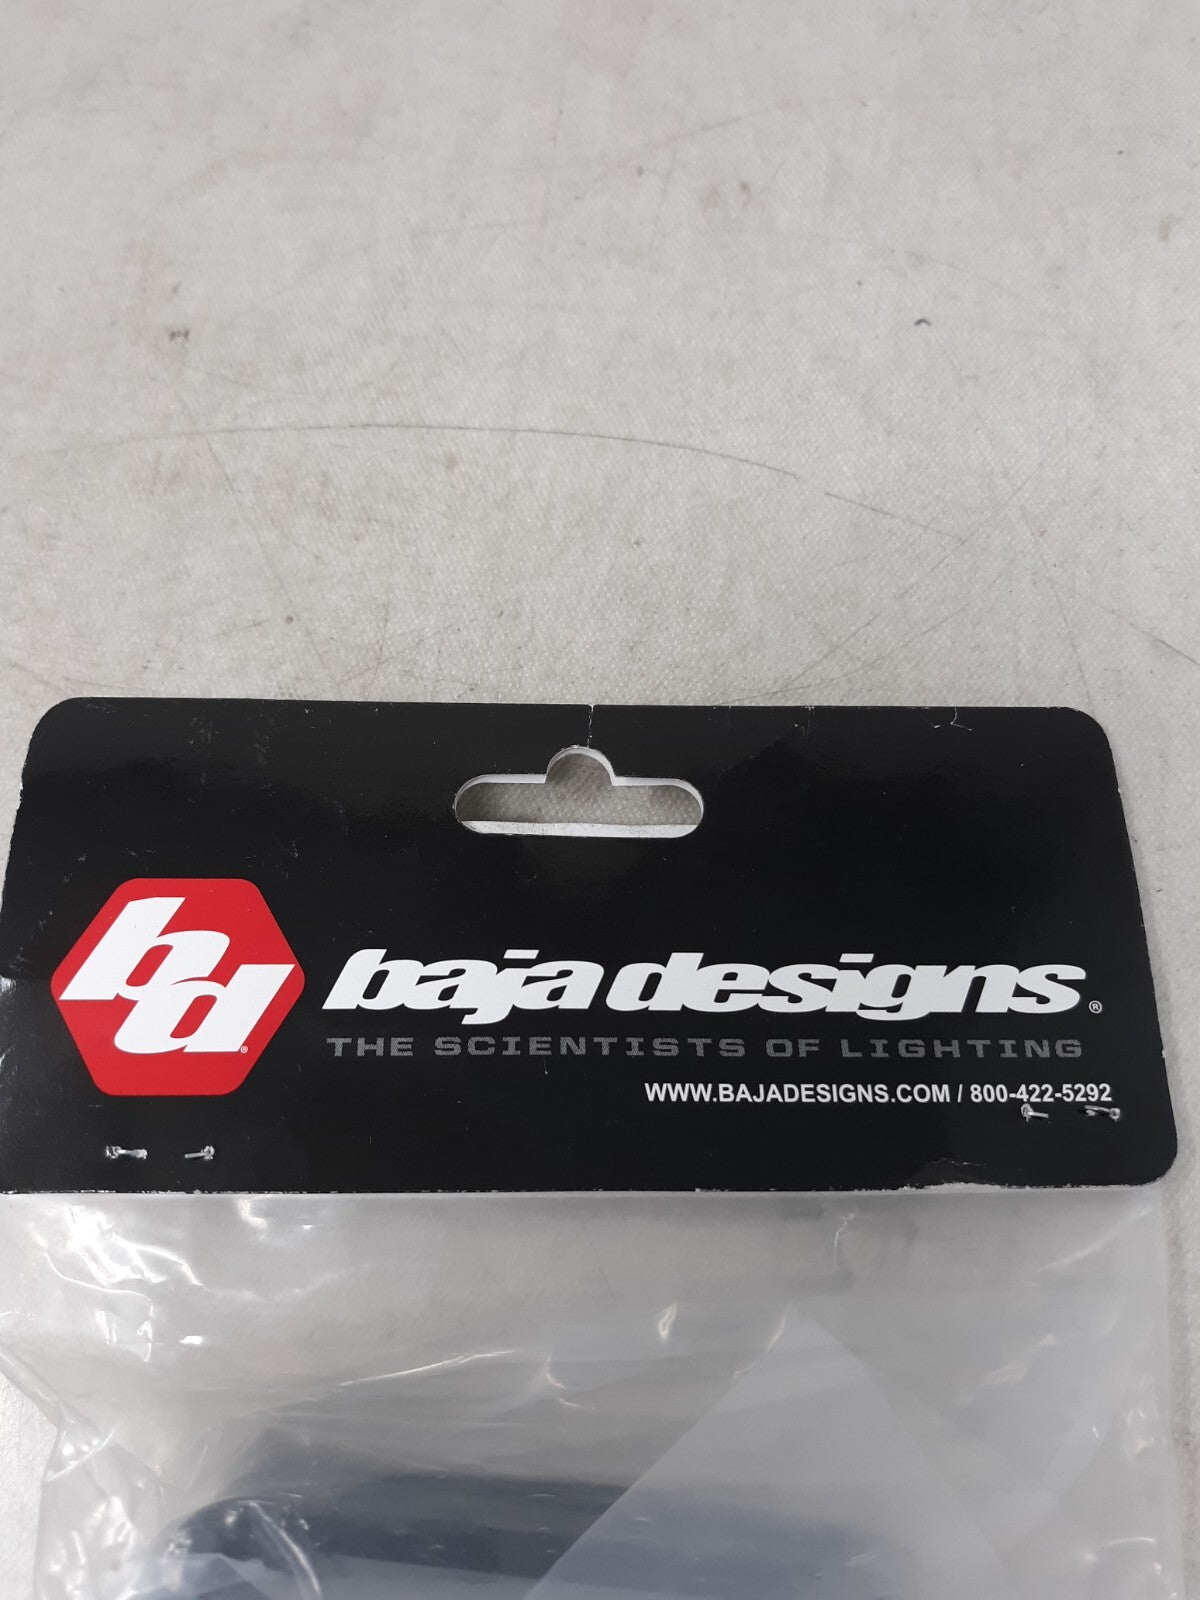 bd®
baja designs®
THE SCIENTISTS OF LIGHTING
WWW.BAJADESIGNS.COM / 800-422-5292